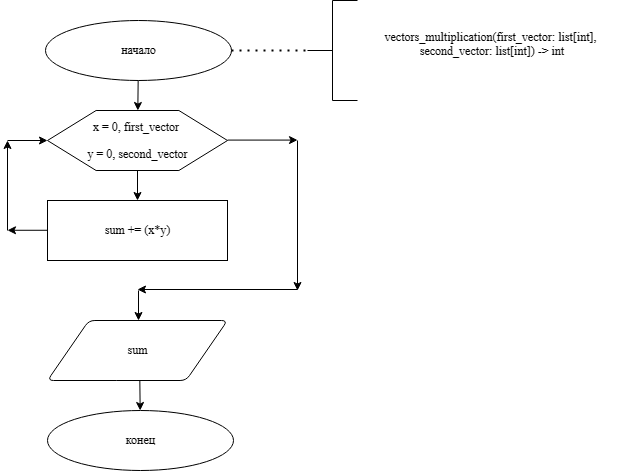 начало
vectors_multiplication(first_vector: list[int],
second_vector: list[int]) -> int
x = 0, first_vector
y = 0, second_vector
sum += (x*y)
sum
конец